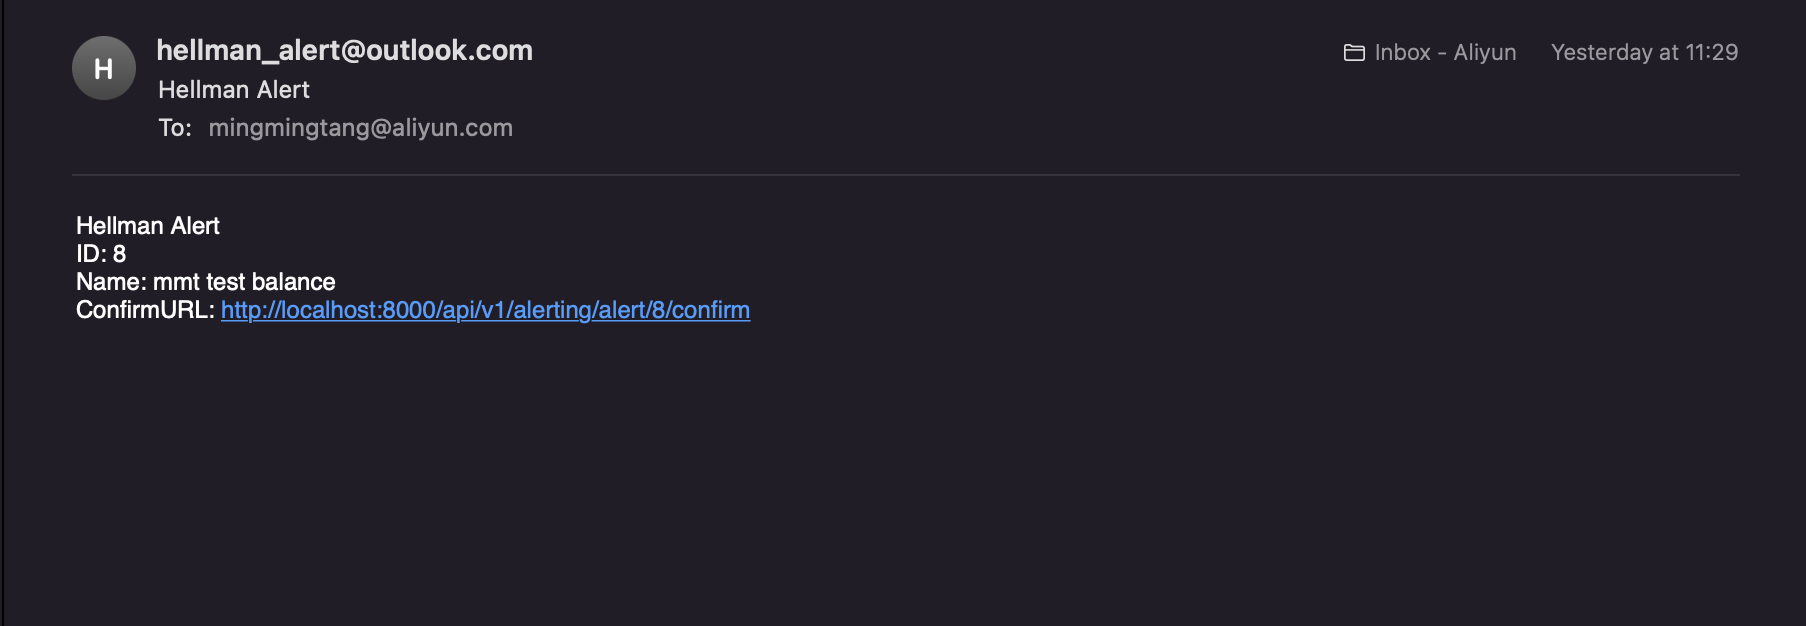 H
hellman_alert@outlook.com
Inbox - Aliyun Yesterday at 11:29
Hellman Alert
To: mingmingtang@aliyun.com
Hellman Alert
ID: 8
Name: mmt test balance
ConfirmURL: http://localhost:8000/api/v1/alerting/alert/8/confirm